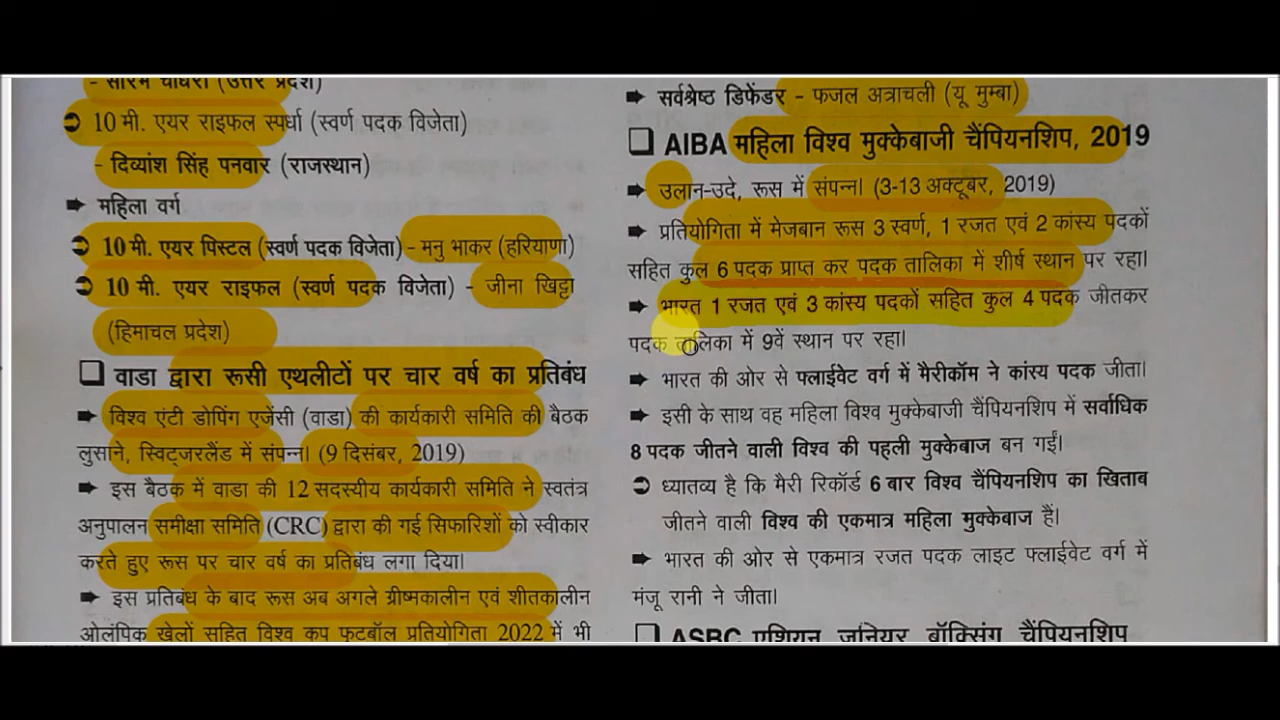 - सौरभ चौधरी (उत्तर प्रदेश)
➲ 10 मी. एयर राइफल स्पर्धा (स्वर्ण पदक विजेता)
- दिव्यांश सिंह पनवार (राजस्थान)
➡ महिला वर्ग
➲ 10 मी. एयर पिस्टल (स्वर्ण पदक विजेता) - मनु भाकर (हरियाणा)
➲ 10 मी. एयर राइफल (स्वर्ण पदक विजेता) - जीना खिट्टा
(हिमाचल प्रदेश)
❑ वाडा द्वारा रूसी एथलीटों पर चार वर्ष का प्रतिबंध
➡ विश्व एंटी डोपिंग एजेंसी (वाडा) की कार्यकारी समिति की बैठक
लुसाने, स्विट्जरलैंड में संपन्न। (9 दिसंबर, 2019)
➡ इस बैठक में वाडा की 12 सदस्यीय कार्यकारी समिति ने स्वतंत्र
अनुपालन समीक्षा समिति (CRC) द्वारा की गई सिफारिशों को स्वीकार
करते हुए रूस पर चार वर्ष का प्रतिबंध लगा दिया।
➡ इस प्रतिबंध के बाद रूस अब अगले ग्रीष्मकालीन एवं शीतकालीन
ओलंपिक खेलों सहित विश्व कप फुटबॉल प्रतियोगिता 2022 में भी
➡ सर्वश्रेष्ठ डिफेंडर - फजल अत्राचली (यू मुम्बा)
❑ AIBA महिला विश्व मुक्केबाजी चैंपियनशिप, 2019
➡ उलान-उदे, रूस में संपन्न। (3-13 अक्टूबर, 2019)
➡ प्रतियोगिता में मेजबान रूस 3 स्वर्ण, 1 रजत एवं 2 कांस्य पदकों
सहित कुल 6 पदक प्राप्त कर पदक तालिका में शीर्ष स्थान पर रहा।
➡ भारत 1 रजत एवं 3 कांस्य पदकों सहित कुल 4 पदक जीतकर
पदक तालिका में 9वें स्थान पर रहा।
➡ भारत की ओर से फ्लाईवेट वर्ग में मैरीकॉम ने कांस्य पदक जीता।
➡ इसी के साथ वह महिला विश्व मुक्केबाजी चैंपियनशिप में सर्वाधिक
8 पदक जीतने वाली विश्व की पहली मुक्केबाज बन गईं।
➲ ध्यातव्य है कि मैरी रिकॉर्ड 6 बार विश्व चैंपियनशिप का खिताब
जीतने वाली विश्व की एकमात्र महिला मुक्केबाज हैं।
➡ भारत की ओर से एकमात्र रजत पदक लाइट फ्लाईवेट वर्ग में
मंजू रानी ने जीता।
❑ ASBC एशियन जूनियर बॉक्सिंग चैंपियनशिप